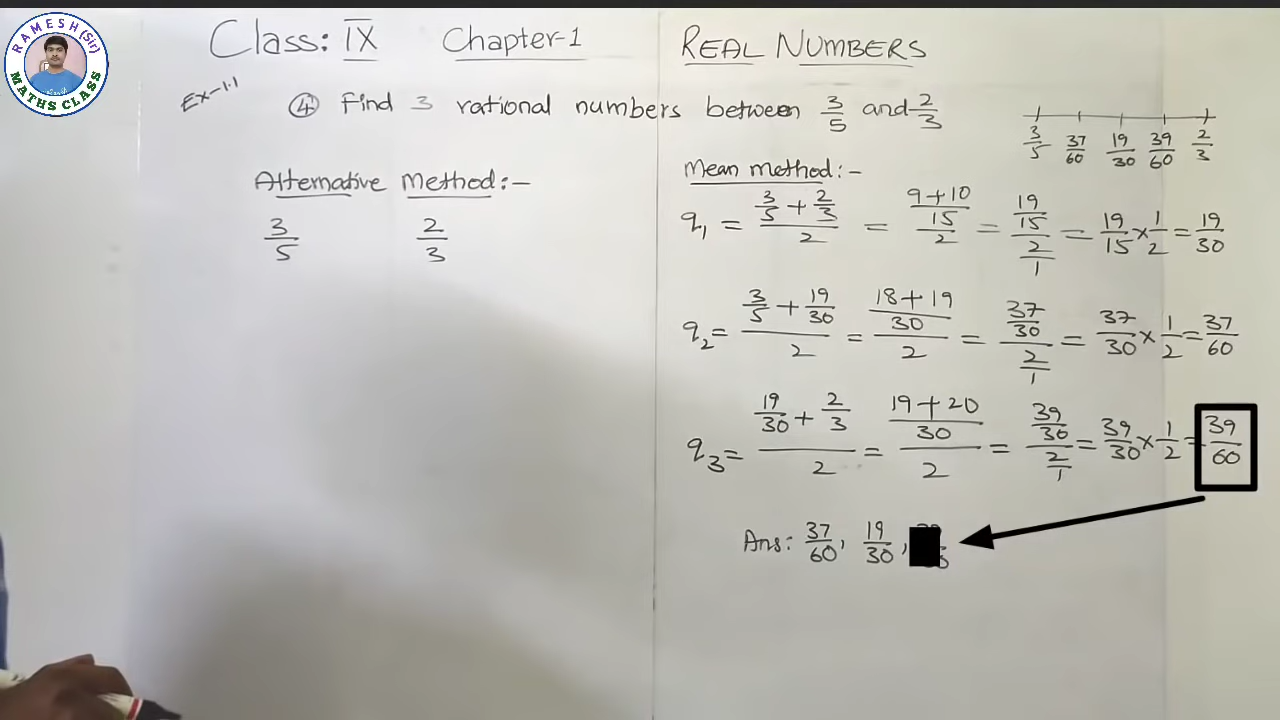 RAMESH (Sir)
MATHS CLASS
Class: IX Chapter-1 REAL NUMBERS
Ex-1.1
④ Find 3 rational numbers between 3/5 and 2/3
3/5 37/60 19/30 39/60 2/3
Alternative Method:-
3/5 2/3
Mean method:-
q₁ = (3/5 + 2/3)/2 = ((9+10)/15)/2 = (19/15)/(2/1) = 19/15 × 1/2 = 19/30
q₂ = (3/5 + 19/30)/2 = ((18+19)/30)/2 = (37/30)/(2/1) = 37/30 × 1/2 = 37/60
q₃ = (19/30 + 2/3)/2 = ((19+20)/30)/2 = (39/30)/(2/1) = 39/30 × 1/2 = 39/60
Ans: 37/60, 19/30,